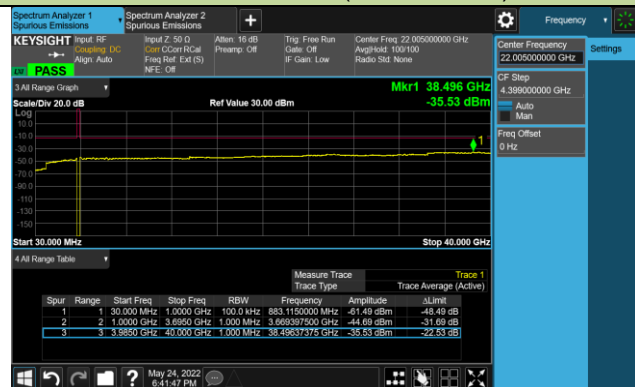 Spectrum Analyzer 1
Spurious Emissions
Spectrum Analyzer 2
Spurious Emissions
+
Frequency
KEYSIGHT
Input: RF
Coupling: DC
Align: Auto
Input Z: 50 Ω
Corr CCorr RCal
Freq Ref: Ext (S)
NFE: Off
Atten: 16 dB
Preamp: Off
Trig: Free Run
Gate: Off
IF Gain: Low
Center Freq: 22.005000000 GHz
Avg|Hold: 100/100
Radio Std: None
PASS
Center Frequency
22.005000000 GHz
Settings
CF Step
4.399000000 GHz
Auto
Man
Freq Offset
0 Hz
3 All Range Graph
Mkr1 38.496 GHz
Scale/Div 20.0 dB
Ref Value 30.00 dBm
-35.53 dBm
Log
10.0
-10.0
-30.0
-50.0
-70.0
-90.0
-110
-130
-150
1
Start 30.000 MHz
Stop 40.000 GHz
4 All Range Table
Measure Trace Trace 1
Trace Type Trace Average (Active)
Spur Range Start Freq Stop Freq RBW Frequency Amplitude ΔLimit
1 1 30.000 MHz 1.0000 GHz 100.0 kHz 883.1150000 MHz -61.49 dBm -48.49 dB
2 2 1.0000 GHz 3.6950 GHz 1.000 MHz 3.669397500 GHz -44.69 dBm -31.69 dB
3 3 3.9850 GHz 40.000 GHz 1.000 MHz 38.49637375 GHz -35.53 dBm -22.53 dB
?
May 24, 2022
6:41:47 PM